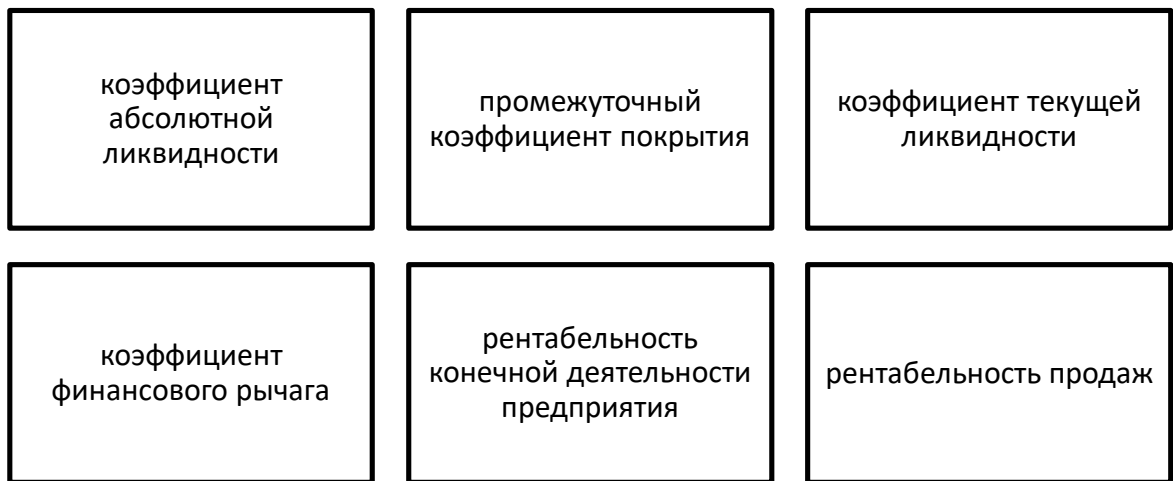 коэффициент
абсолютной
ликвидности
промежуточный
коэффициент покрытия
коэффициент текущей
ликвидности
коэффициент
финансового рычага
рентабельность
конечной деятельности
предприятия
рентабельность продаж